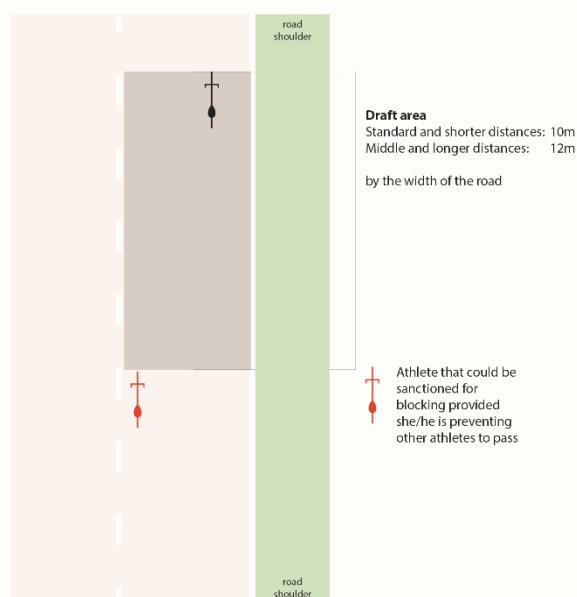 road
shoulder
Draft area
Standard and shorter distances: 10m
Middle and longer distances: 12m
by the width of the road
Athlete that could be
sanctioned for
blocking provided
she/he is preventing
other athletes to pass
road
shoulder